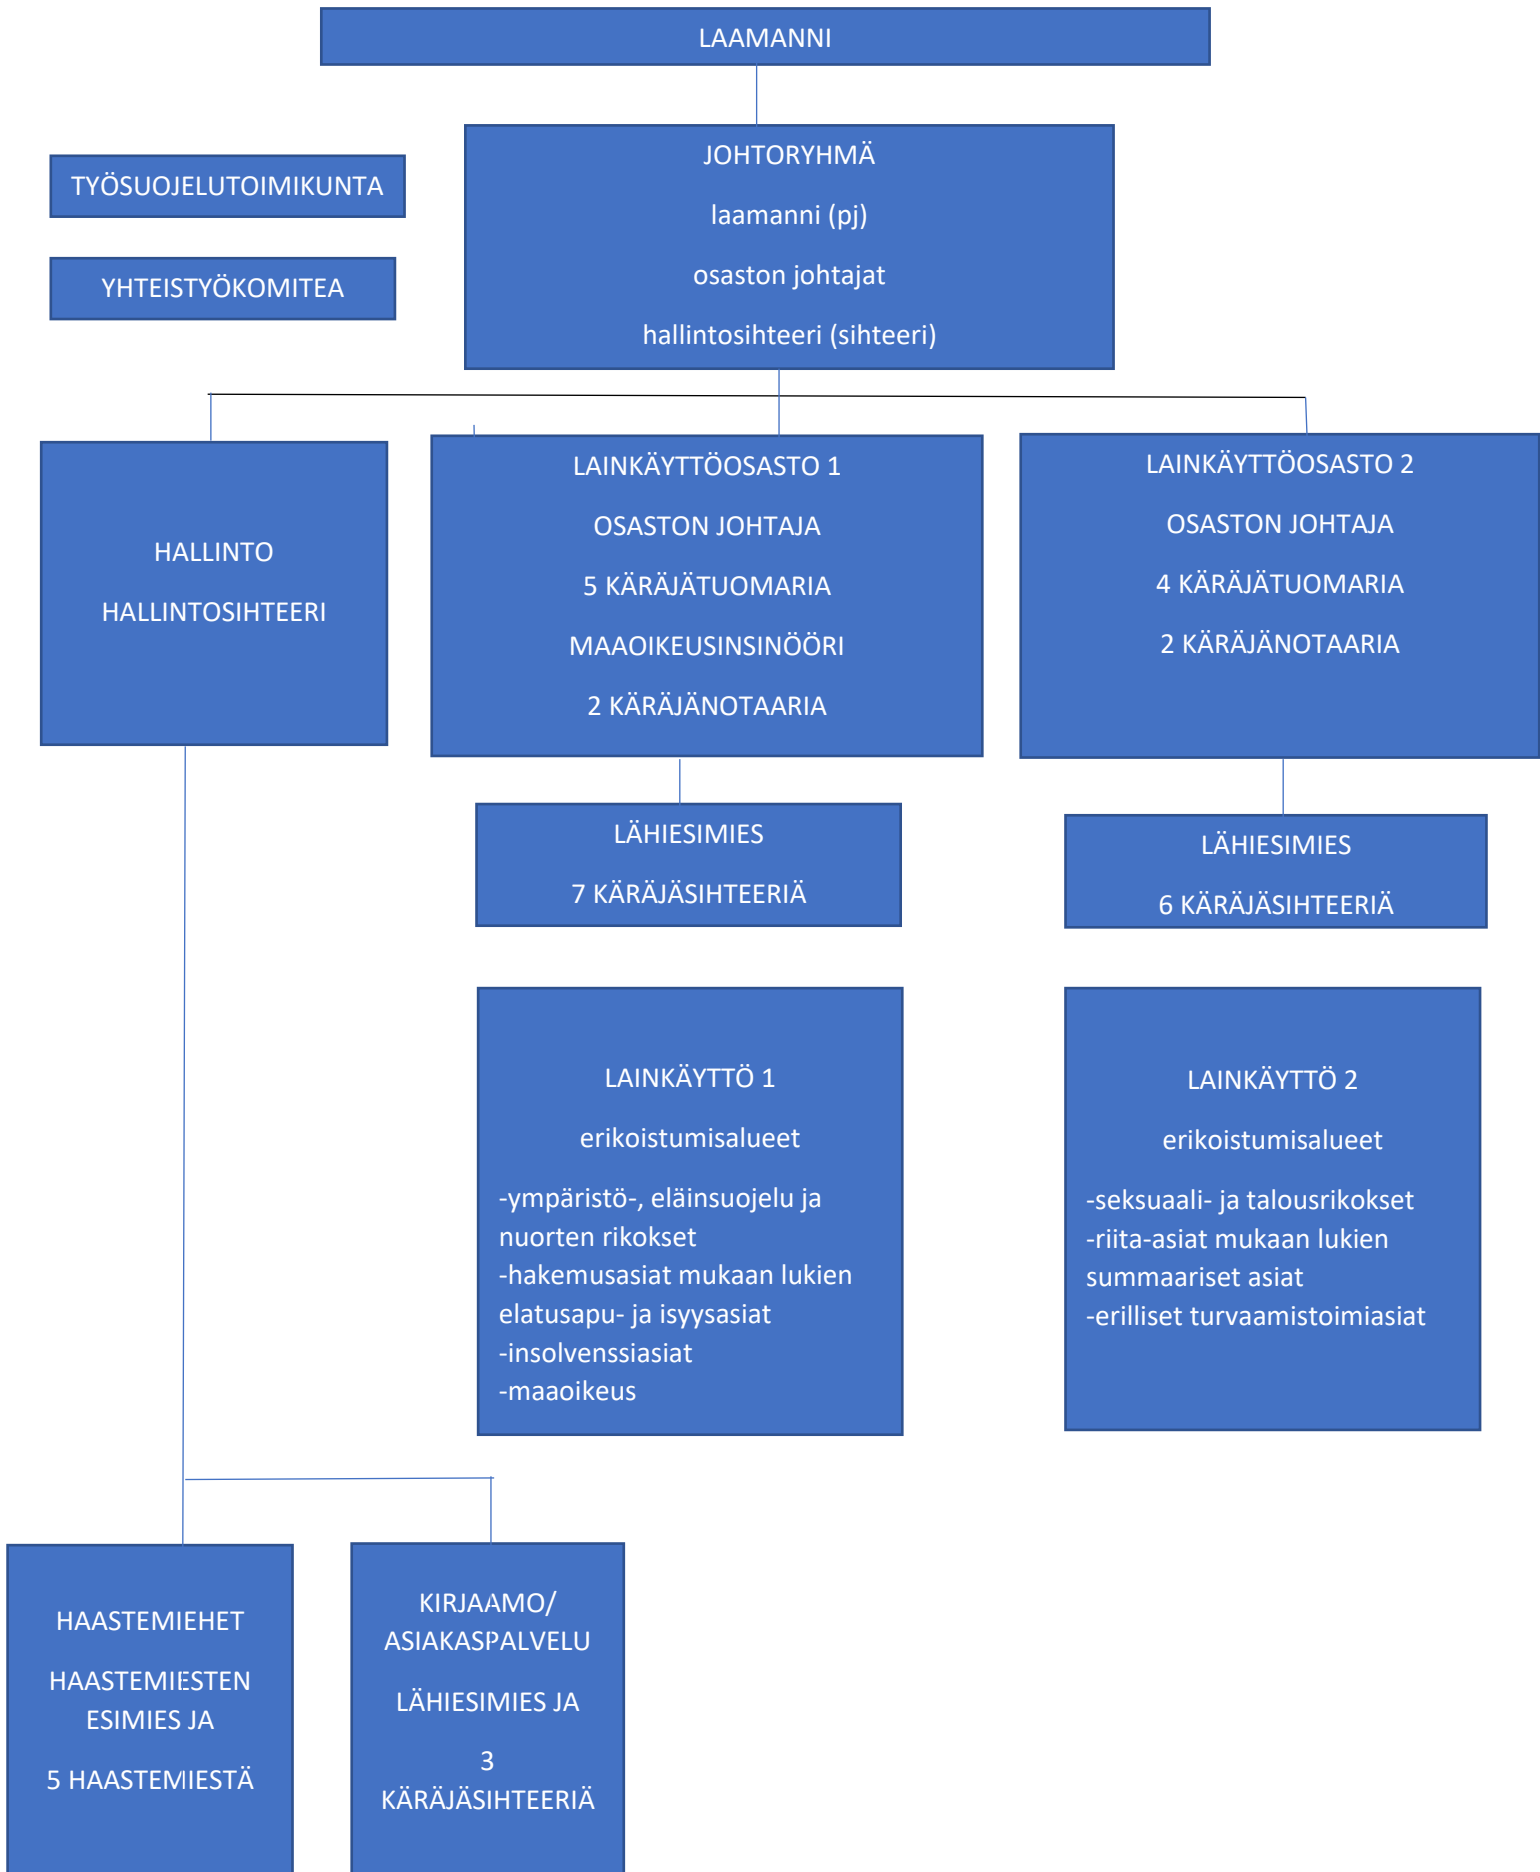 LAAMANNI
JOHTORYHMÄ
laamanni (pj)
osaston johtajat
hallintosihteeri (sihteeri)
TYÖSUOJELUTOIMIKUNTA
YHTEISTYÖKOMITEA
HALLINTO
HALLINTOSIHTEERI
LAINKÄYTTÖOSASTO 1
OSASTON JOHTAJA
5 KÄRÄJÄTUOMARIA
MAAOIKEUSINSINÖÖRI
2 KÄRÄJÄNOTAARIA
LAINKÄYTTÖOSASTO 2
OSASTON JOHTAJA
4 KÄRÄJÄTUOMARIA
2 KÄRÄJÄNOTAARIA
LÄHIESIMIES
7 KÄRÄJÄSIHTEERIÄ
LÄHIESIMIES
6 KÄRÄJÄSIHTEERIÄ
LAINKÄYTTÖ 1
erikoistumisalueet
-ympäristö-, eläinsuojelu ja
nuorten rikokset
-hakemusasiat mukaan lukien
elatusapu- ja isyysasiat
-insolvenssiasiat
-maaoikeus
LAINKÄYTTÖ 2
erikoistumisalueet
-seksuaali- ja talousrikokset
-riita-asiat mukaan lukien
summaariset asiat
-erilliset turvaamistoimiasiat
HAASTEMIEHET
HAASTEMIESTEN
ESIMIES JA
5 HAASTEMIESTÄ
KIRJAAMO/
ASIAKASPALVELU
LÄHIESIMIES JA
3
KÄRÄJÄSIHTEERIÄ